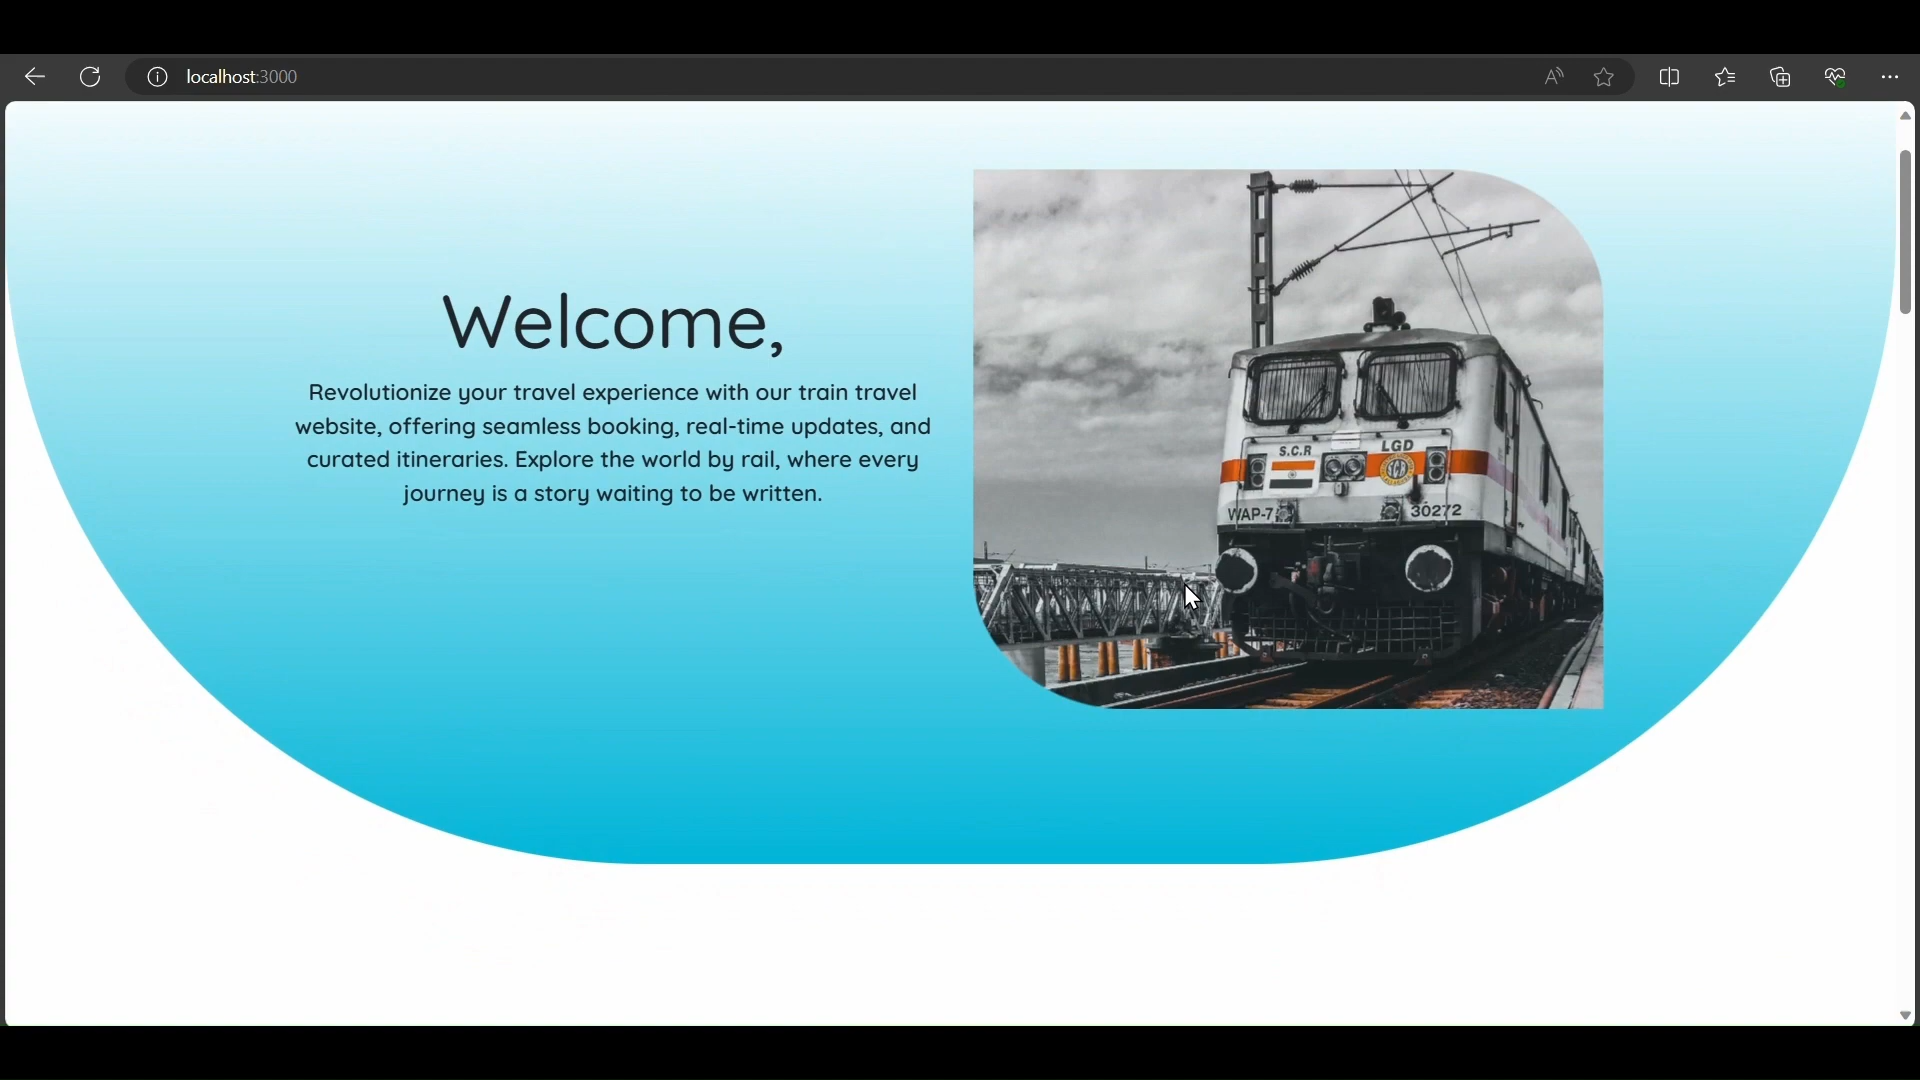 localhost:3000
Welcome,
Revolutionize your travel experience with our train travel
website, offering seamless booking, real-time updates, and
curated itineraries. Explore the world by rail, where every
journey is a story waiting to be written.
S.C.R LGD
WAP-7 30272